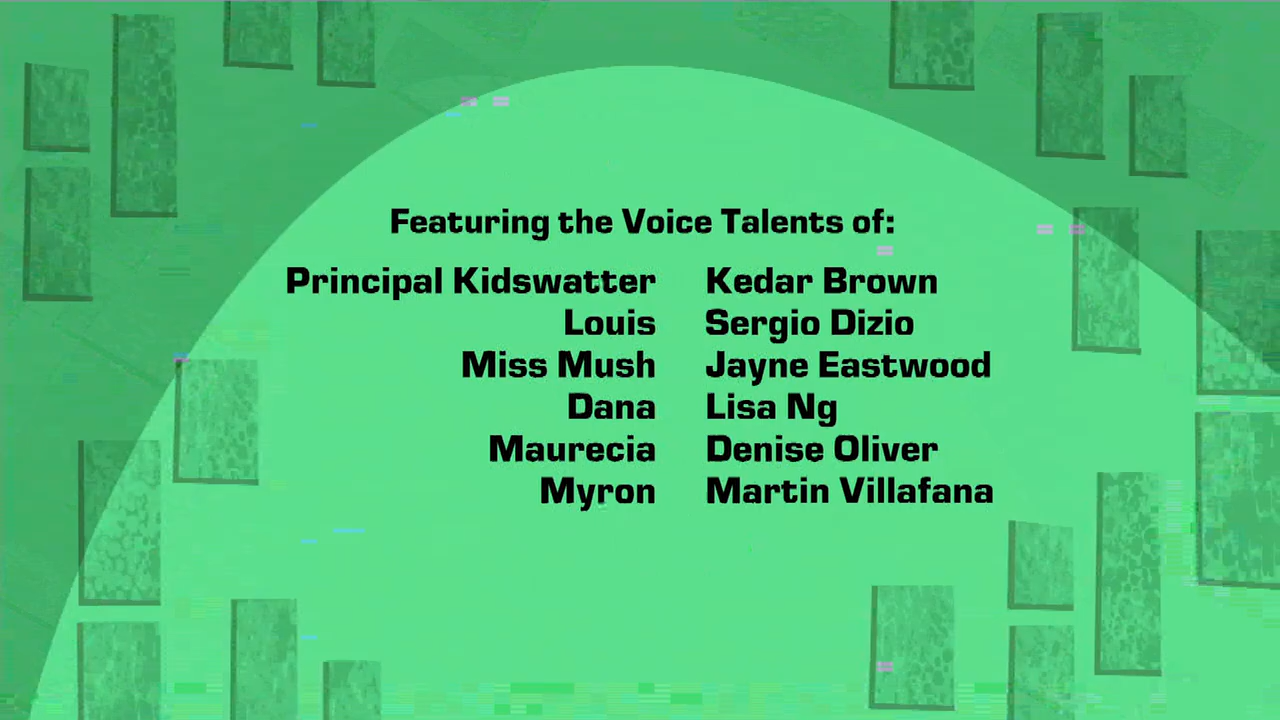 Featuring the Voice Talents of:
Principal Kidswatter Kedar Brown
Louis Sergio Dizio
Miss Mush Jayne Eastwood
Dana Lisa Ng
Maurecia Denise Oliver
Myron Martin Villafana